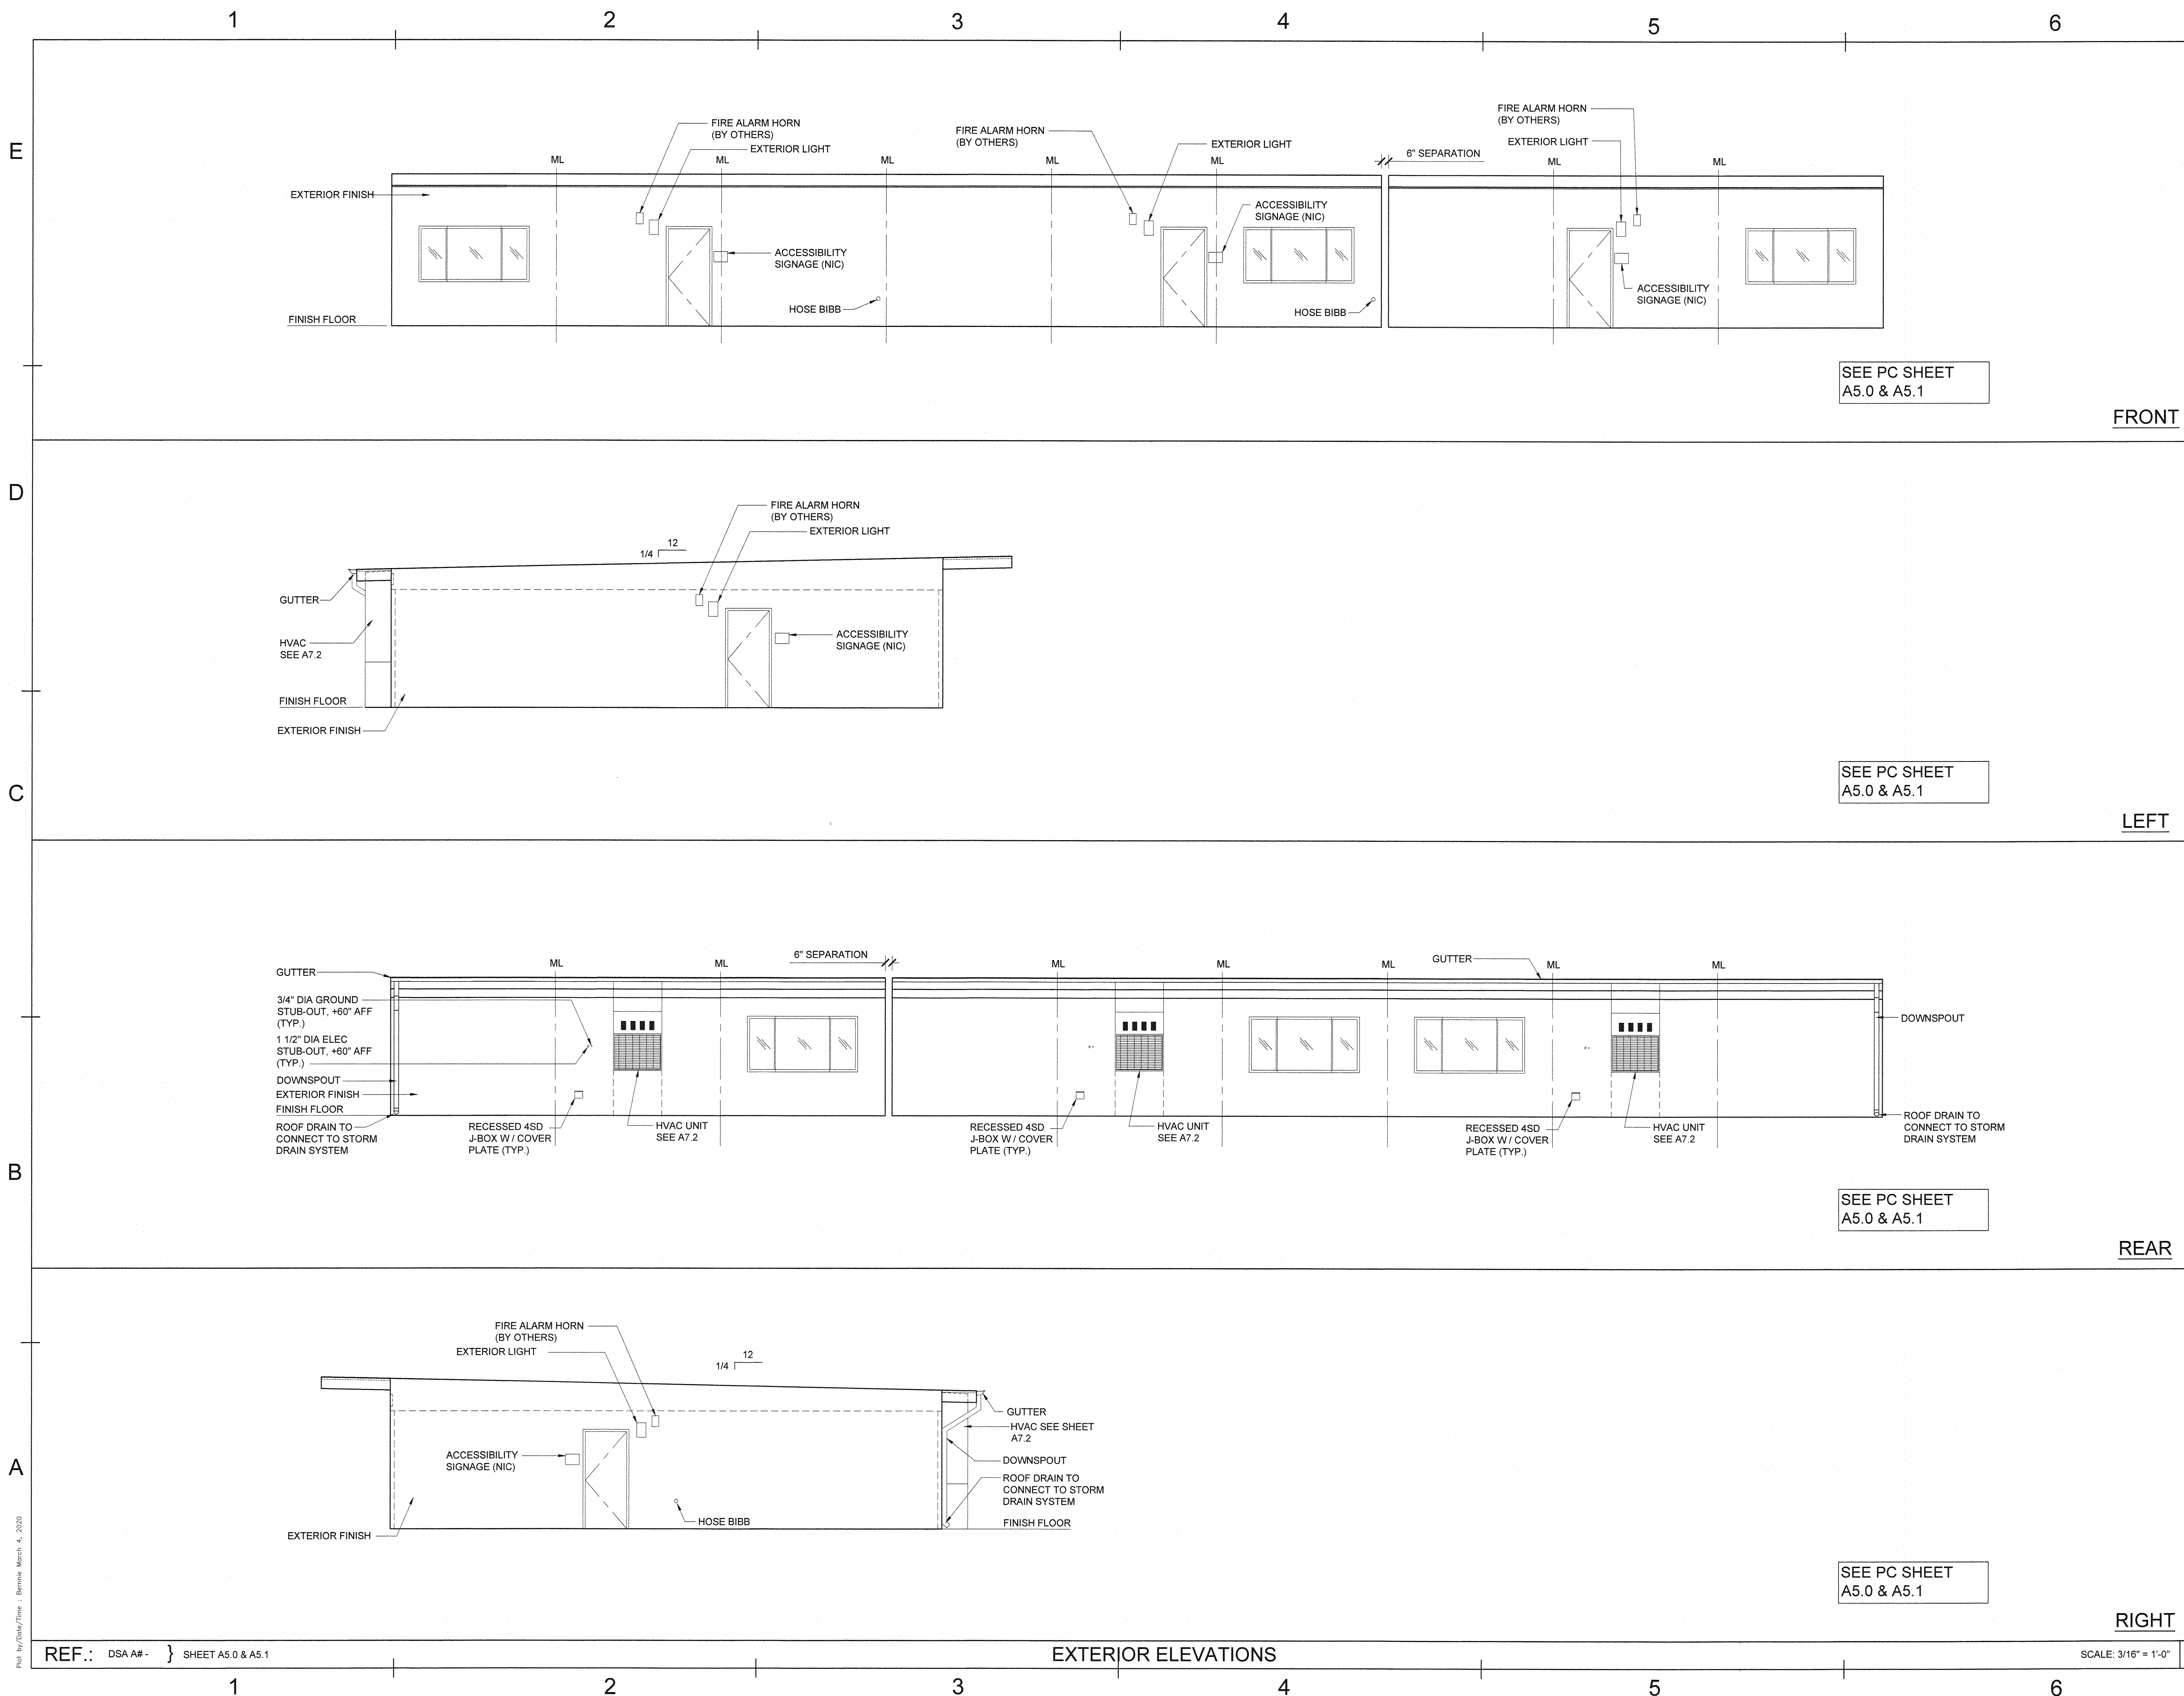 1 2 3 4 5 6
E
FIRE ALARM HORN
(BY OTHERS)
EXTERIOR LIGHT
FIRE ALARM HORN
(BY OTHERS)
EXTERIOR LIGHT
FIRE ALARM HORN
(BY OTHERS)
EXTERIOR LIGHT
6" SEPARATION
ML ML ML ML ML ML ML
EXTERIOR FINISH
ACCESSIBILITY
SIGNAGE (NIC)
HOSE BIBB
ACCESSIBILITY
SIGNAGE (NIC)
HOSE BIBB
ACCESSIBILITY
SIGNAGE (NIC)
FINISH FLOOR
SEE PC SHEET
A5.0 & A5.1
FRONT
D
FIRE ALARM HORN
(BY OTHERS)
EXTERIOR LIGHT
12
1/4
GUTTER
HVAC
SEE A7.2
ACCESSIBILITY
SIGNAGE (NIC)
FINISH FLOOR
EXTERIOR FINISH
C
SEE PC SHEET
A5.0 & A5.1
LEFT
6" SEPARATION
GUTTER
ML ML ML ML ML ML ML
GUTTER
3/4" DIA GROUND
STUB-OUT, +60" AFF
(TYP.)
1 1/2" DIA ELEC
STUB-OUT, +60" AFF
(TYP.)
DOWNSPOUT
EXTERIOR FINISH
FINISH FLOOR
ROOF DRAIN TO
CONNECT TO STORM
DRAIN SYSTEM
RECESSED 4SD
J-BOX W / COVER
PLATE (TYP.)
HVAC UNIT
SEE A7.2
RECESSED 4SD
J-BOX W / COVER
PLATE (TYP.)
HVAC UNIT
SEE A7.2
RECESSED 4SD
J-BOX W / COVER
PLATE (TYP.)
HVAC UNIT
SEE A7.2
DOWNSPOUT
ROOF DRAIN TO
CONNECT TO STORM
DRAIN SYSTEM
B
SEE PC SHEET
A5.0 & A5.1
REAR
FIRE ALARM HORN
(BY OTHERS)
EXTERIOR LIGHT
12
1/4
GUTTER
HVAC SEE SHEET
A7.2
DOWNSPOUT
ROOF DRAIN TO
CONNECT TO STORM
DRAIN SYSTEM
FINISH FLOOR
ACCESSIBILITY
SIGNAGE (NIC)
HOSE BIBB
EXTERIOR FINISH
A
SEE PC SHEET
A5.0 & A5.1
RIGHT
Plot by/Date/Time : Bernnie March 4, 2020
REF.: DSA A# - } SHEET A5.0 & A5.1
EXTERIOR ELEVATIONS
SCALE: 3/16" = 1'-0"
1 2 3 4 5 6